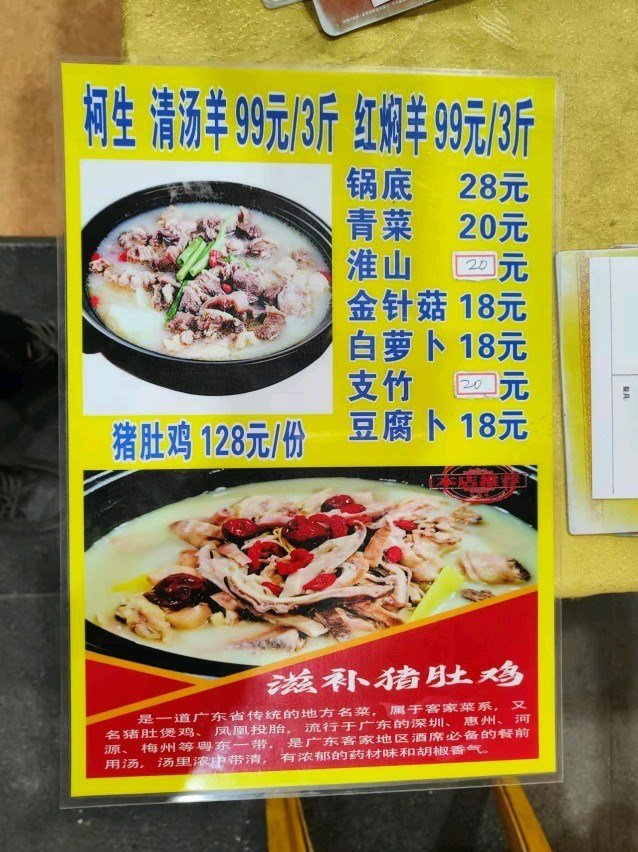 柯生 清汤羊 99元/3斤 红焖羊 99元/3斤
锅底 28元
青菜 20元
淮山 20元
金针菇 18元
白萝卜 18元
支竹 20元
豆腐卜 18元
猪肚鸡 128元/份
本店推荐
滋补猪肚鸡
是一道广东省传统的地方名菜，属于客家菜系，又
名猪肚煲鸡、凤凰投胎，流行于广东的深圳、惠州、河
源、梅州等粤东一带，是广东客家地区酒席必备的餐前
用汤，汤里浓中带清，有浓郁的药材味和胡椒香气。